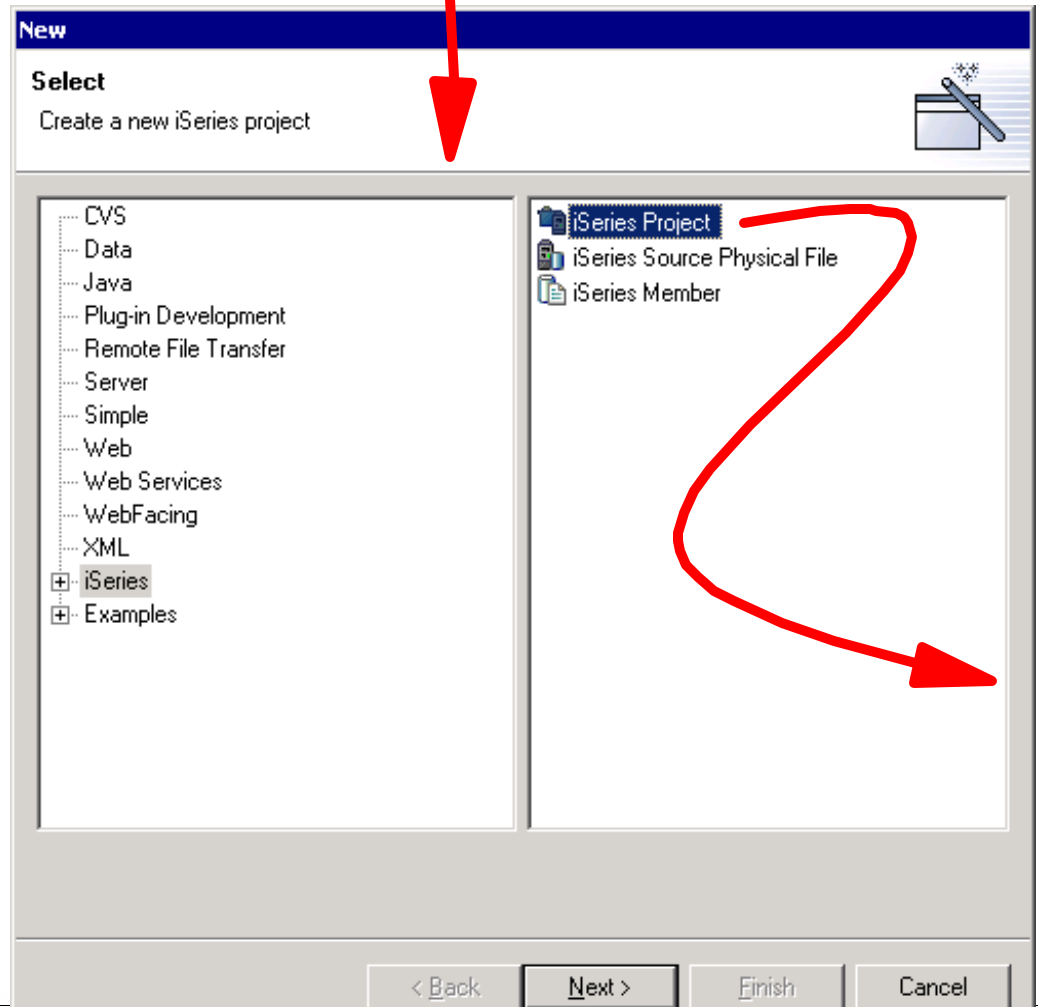 New
Select
Create a new iSeries project
CVS
Data
Java
Plug-in Development
Remote File Transfer
Server
Simple
Web
Web Services
WebFacing
XML
iSeries
Examples
iSeries Project
iSeries Source Physical File
iSeries Member
< Back
Next >
Finish
Cancel